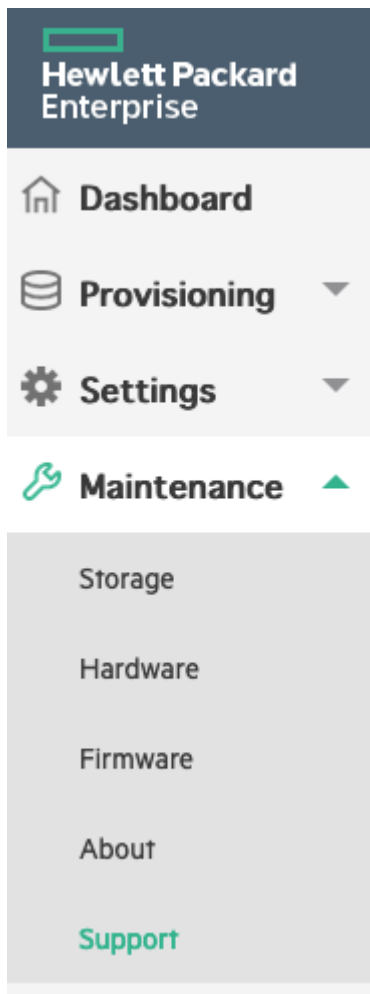 Hewlett Packard
Enterprise
Dashboard
Provisioning
Settings
Maintenance
Storage
Hardware
Firmware
About
Support